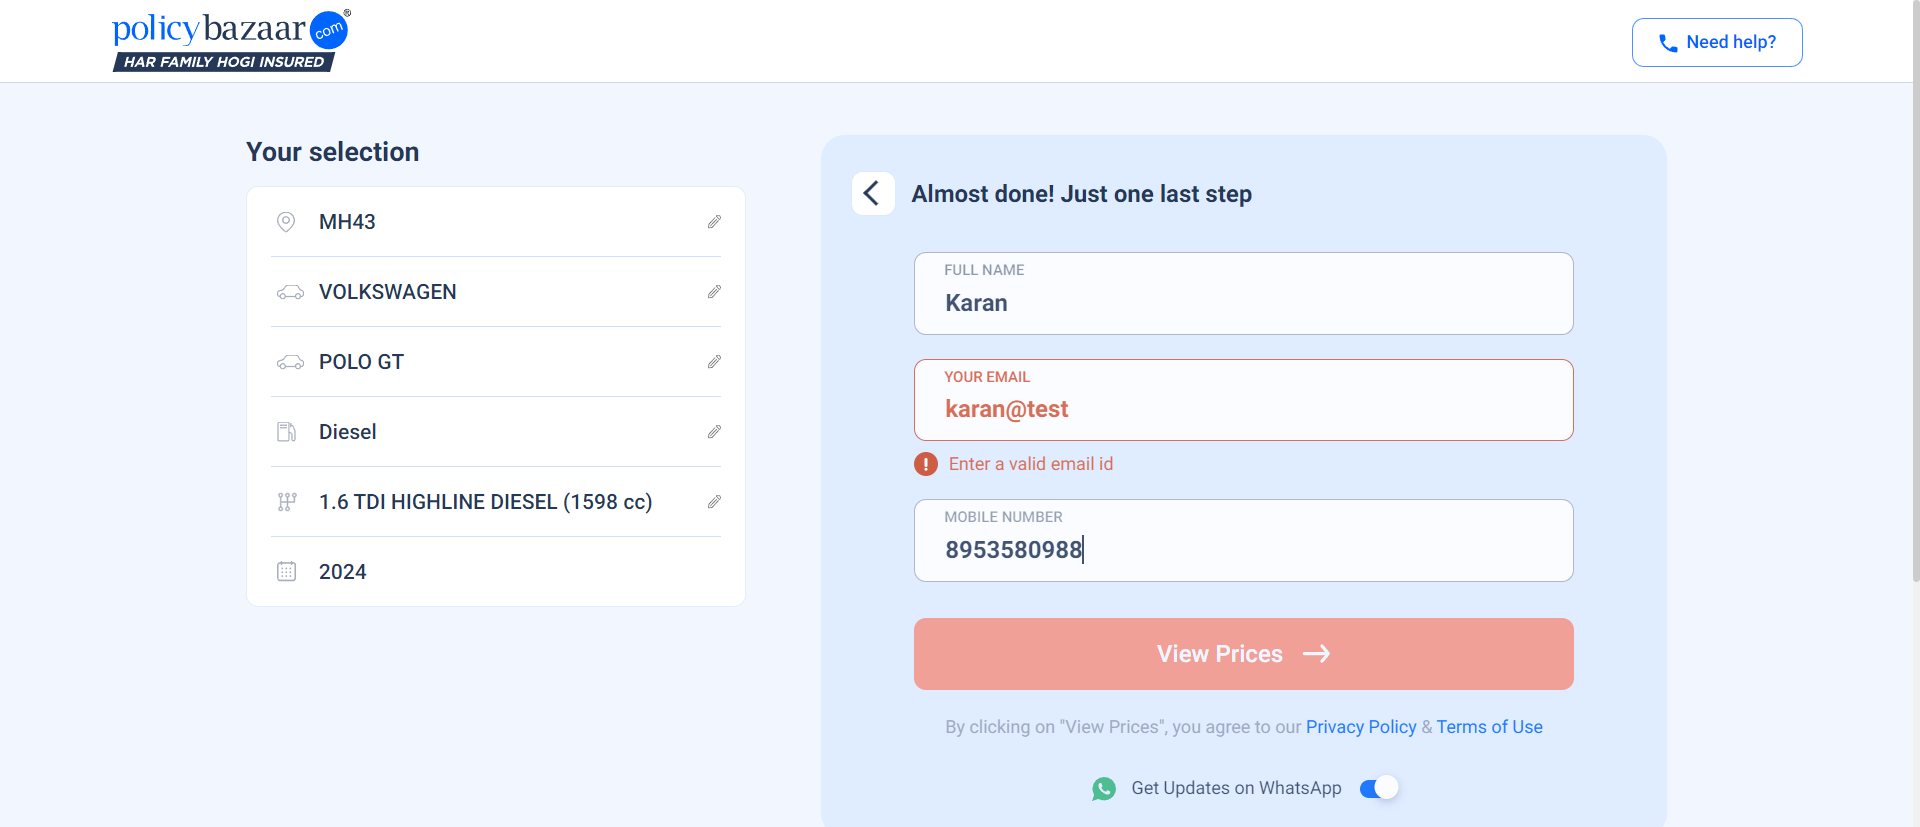 policybazaar.com®
HAR FAMILY HOGI INSURED
Need help?
Your selection
MH43
VOLKSWAGEN
POLO GT
Diesel
1.6 TDI HIGHLINE DIESEL (1598 cc)
2024
Almost done! Just one last step
FULL NAME
Karan
YOUR EMAIL
karan@test
Enter a valid email id
MOBILE NUMBER
8953580988
View Prices
By clicking on "View Prices", you agree to our Privacy Policy & Terms of Use
Get Updates on WhatsApp